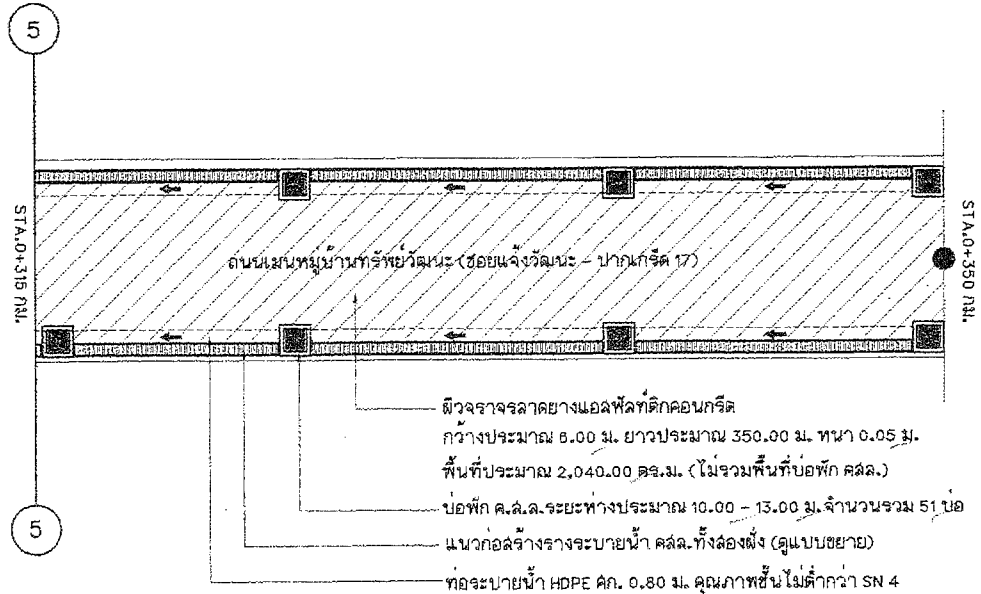 5
STA.0+315 กม.
STA.0+350 กม.
ถนนเมนหมู่บ้านทรัพย์วัฒนะ (ซอยแจ้งวัฒนะ - ปากเกร็ด 17)
ผิวจราจรลาดยางแอสฟัลท์ติกคอนกรีต
กว้างประมาณ 6.00 ม. ยาวประมาณ 350.00 ม. หนา 0.05 ม.
พื้นที่ประมาณ 2,040.00 ตร.ม. (ไม่รวมพื้นที่บ่อพัก คสล.)
บ่อพัก ค.ส.ล.ระยะห่างประมาณ 10.00 - 13.00 ม.จำนวนรวม 51 บ่อ
5
แนวก่อสร้างรางระบายน้ำ คสล.ทั้งสองฝั่ง (ดูแบบขยาย)
ท่อระบายน้ำ HDPE ศก. 0.80 ม. คุณภาพชั้นไม่ต่ำกว่า SN 4